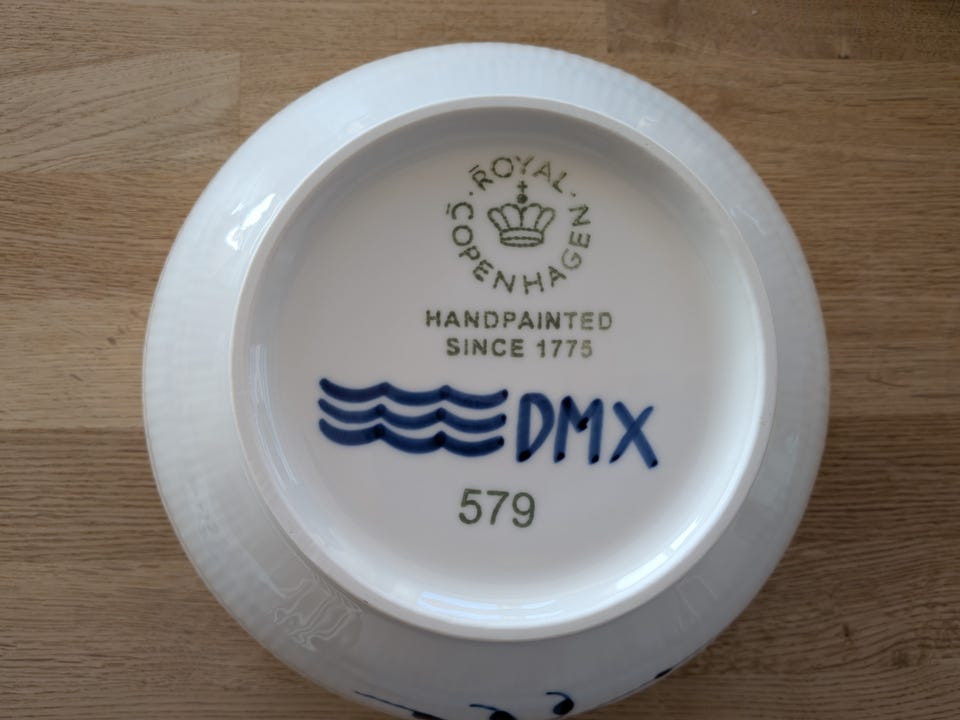 ROYAL
COPENHAGEN
HANDPAINTED
SINCE 1775
DMX
579